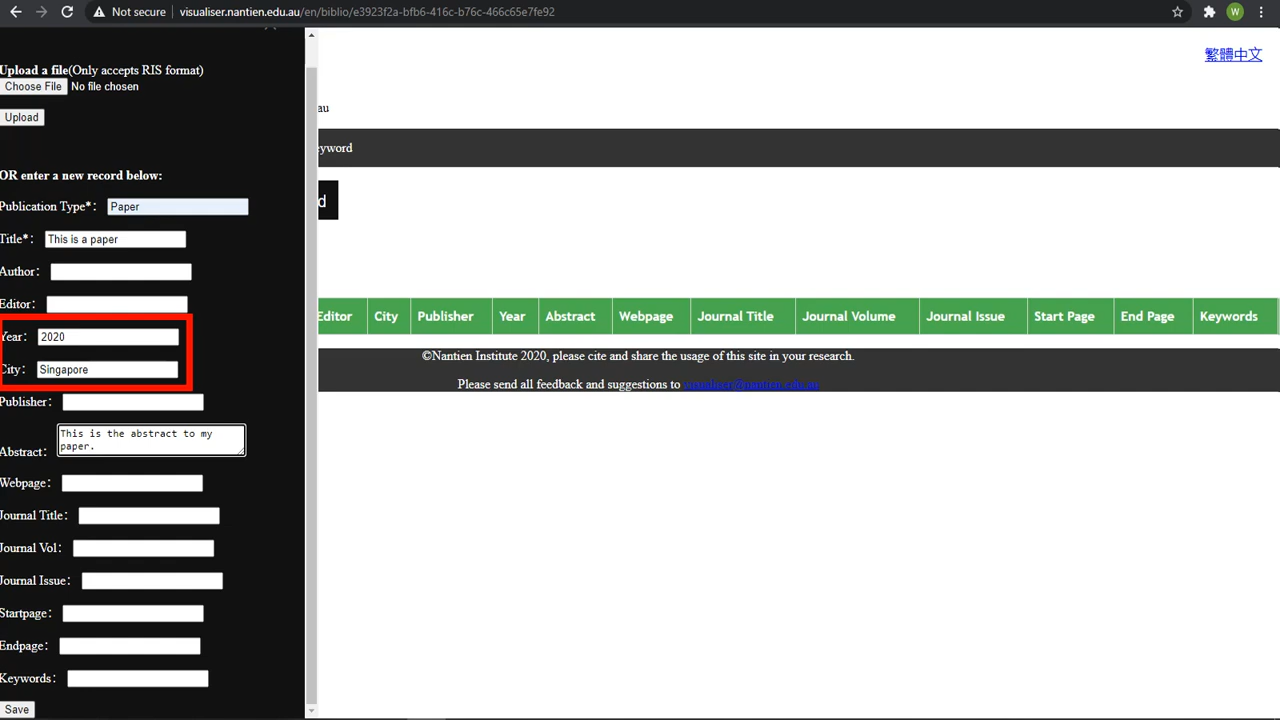 Not secure | visualiser.nantien.edu.au/en/biblio/e3923f2a-bfb6-416c-b76c-466c65e7fe92
W
繁體中文
Upload a file(Only accepts RIS format)
Choose File No file chosen
au
Upload
eyword
OR enter a new record below:
d
Publication Type*: Paper
Title*: This is a paper
Author:
Editor:
Editor City Publisher Year Abstract Webpage Journal Title Journal Volume Journal Issue Start Page End Page Keywords
Year: 2020
©Nantien Institute 2020, please cite and share the usage of this site in your research.
City: Singapore
Please send all feedback and suggestions to visualiser@nantien.edu.au
Publisher:
Abstract: This is the abstract to my
paper.
Webpage:
Journal Title:
Journal Vol:
Journal Issue:
Startpage:
Endpage:
Keywords:
Save